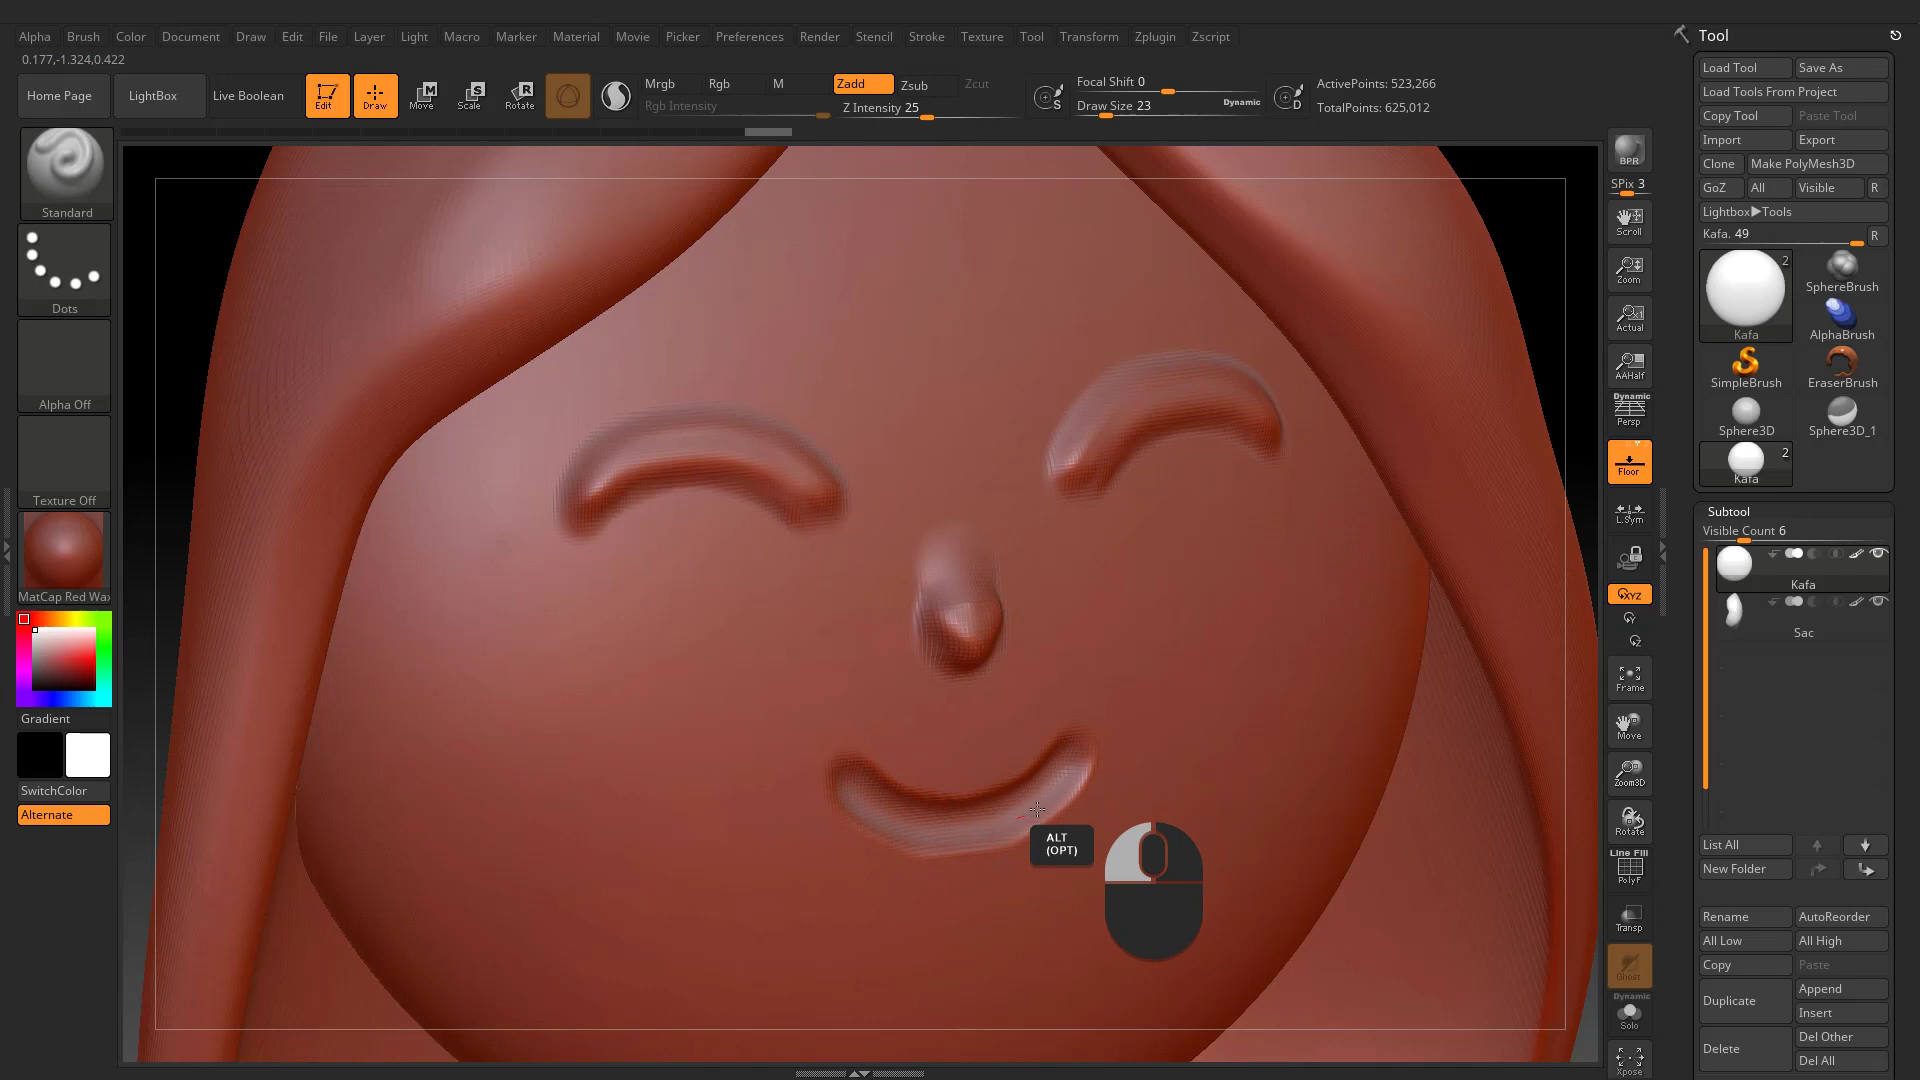 Alpha Brush Color Document Draw Edit File Layer Light Macro Marker Material Movie Picker Preferences Render Stencil Stroke Texture Tool Transform Zplugin Zscript
0.177,-1.324,0.422
Home Page
LightBox
Live Boolean
Edit
Draw
Move
Scale
Rotate
Mrgb Rgb M
Rgb Intensity
Zadd Zsub Zcut
Z Intensity 25
S
Focal Shift 0
Draw Size 23 Dynamic
D
ActivePoints: 523,266
TotalPoints: 625,012
Standard
Dots
Alpha Off
Texture Off
MatCap Red Wax
Gradient
SwitchColor
Alternate
ALT
(OPT)
BPR
SPix 3
Scroll
Zoom
Actual
AAHalf
Dynamic
Persp
Floor
L.Sym
XYZ
Y
Z
Frame
Move
Zoom3D
Rotate
Line Fill
PolyF
Transp
Ghost
Dynamic
Solo
Xpose
Tool
Load Tool Save As
Load Tools From Project
Copy Tool Paste Tool
Import Export
Clone Make PolyMesh3D
GoZ All Visible R
Lightbox▶Tools
Kafa. 49 R
2
Kafa
SphereBrush
AlphaBrush
SimpleBrush
EraserBrush
Sphere3D
Sphere3D_1
2
Kafa
Subtool
Visible Count 6
Kafa
Sac
List All
New Folder
Rename AutoReorder
All Low All High
Copy Paste
Duplicate Append
Insert
Delete Del Other
Del All